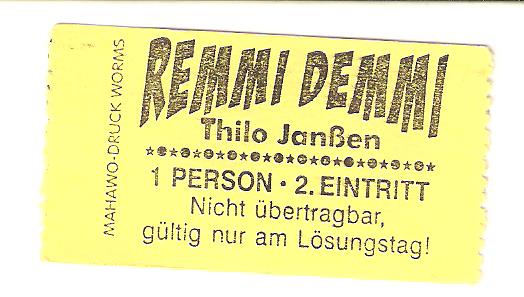 REMMI DEMMI
Thilo Janßen
1 PERSON · 2. EINTRITT
Nicht übertragbar,
gültig nur am Lösungstag!
MAHAWO-DRUCK WORMS